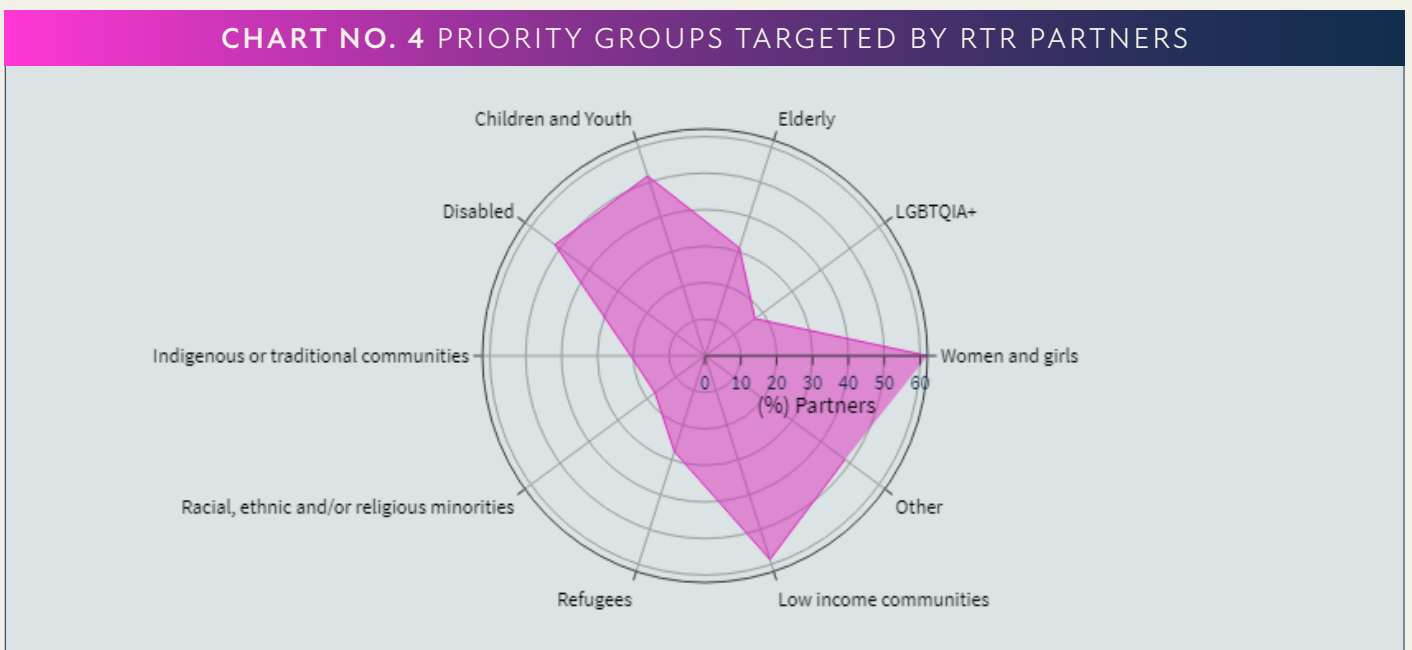 CHART NO. 4 PRIORITY GROUPS TARGETED BY RTR PARTNERS
Children and Youth
Elderly
Disabled
LGBTQIA+
Indigenous or traditional communities
Women and girls
0 10 20 30 40 50 60
(%) Partners
Racial, ethnic and/or religious minorities
Other
Refugees
Low income communities